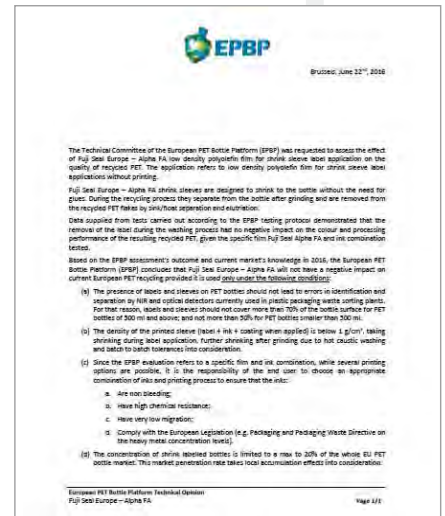 EPBP
Brussel, June 22nd, 2016
The Technical Committee of the European PET Bottle Platform (EPBP) was requested to assess the effect
of Fuji Seal Europe – Alpha FA low density polyolefin film for shrink sleeve label application on the
quality of recycled PET. The application refers to low density polyolefin film for shrink sleeve label
applications without printing.
Fuji Seal Europe – Alpha FA shrink sleeves are designed to shrink to the bottle without the need for
glues. During the recycling process they separate from the bottle after grinding and are removed from
the recycled PET flakes by sink/float separation and elutriation.
Data supplied from tests carried out according to the EPBP testing protocol demonstrated that the
removal of the label during the washing process had no negative impact on the colour and processing
performance of the resulting recycled PET, given the specific film Fuji Seal Alpha FA and ink combination
tested.
Based on the EPBP assessment's outcome and current market's knowledge in 2016, the European PET
Bottle Platform (EPBP) concludes that Fuji Seal Europe – Alpha FA will not have a negative impact on
current European PET recycling provided it is used only under the following conditions:
(a) The presence of labels and sleeves on PET bottles should not lead to errors in identification and
separation by NIR and optical detectors currently used in plastic packaging waste sorting plants.
For that reason, labels and sleeves should not cover more than 70% of the bottle surface for PET
bottles of 500 ml and above; and not more than 50% for PET bottles smaller than 500 ml.
(b) The density of the printed sleeve (label + ink + coating when applied) is below 1 g/cm³, taking
shrinking during label application, further shrinking after grinding due to hot caustic washing
and batch to batch tolerances into consideration.
(c) Since the EPBP evaluation refers to a specific film and ink combination, while several printing
options are possible, it is the responsibility of the end user to choose an appropriate
combination of inks and printing process to ensure that the inks:
a. Are non bleeding;
b. Have high chemical resistance;
c. Have very low migration;
d. Comply with the European Legislation (e.g. Packaging and Packaging Waste Directive on
the heavy metal concentration levels).
(d) The concentration of shrink labelled bottles is limited to a max to 20% of the whole EU PET
bottle market. This market penetration rate takes local accumulation effects into consideration.
European PET Bottle Platform Technical Opinion
Fuji Seal Europe – Alpha FA Page 1/1